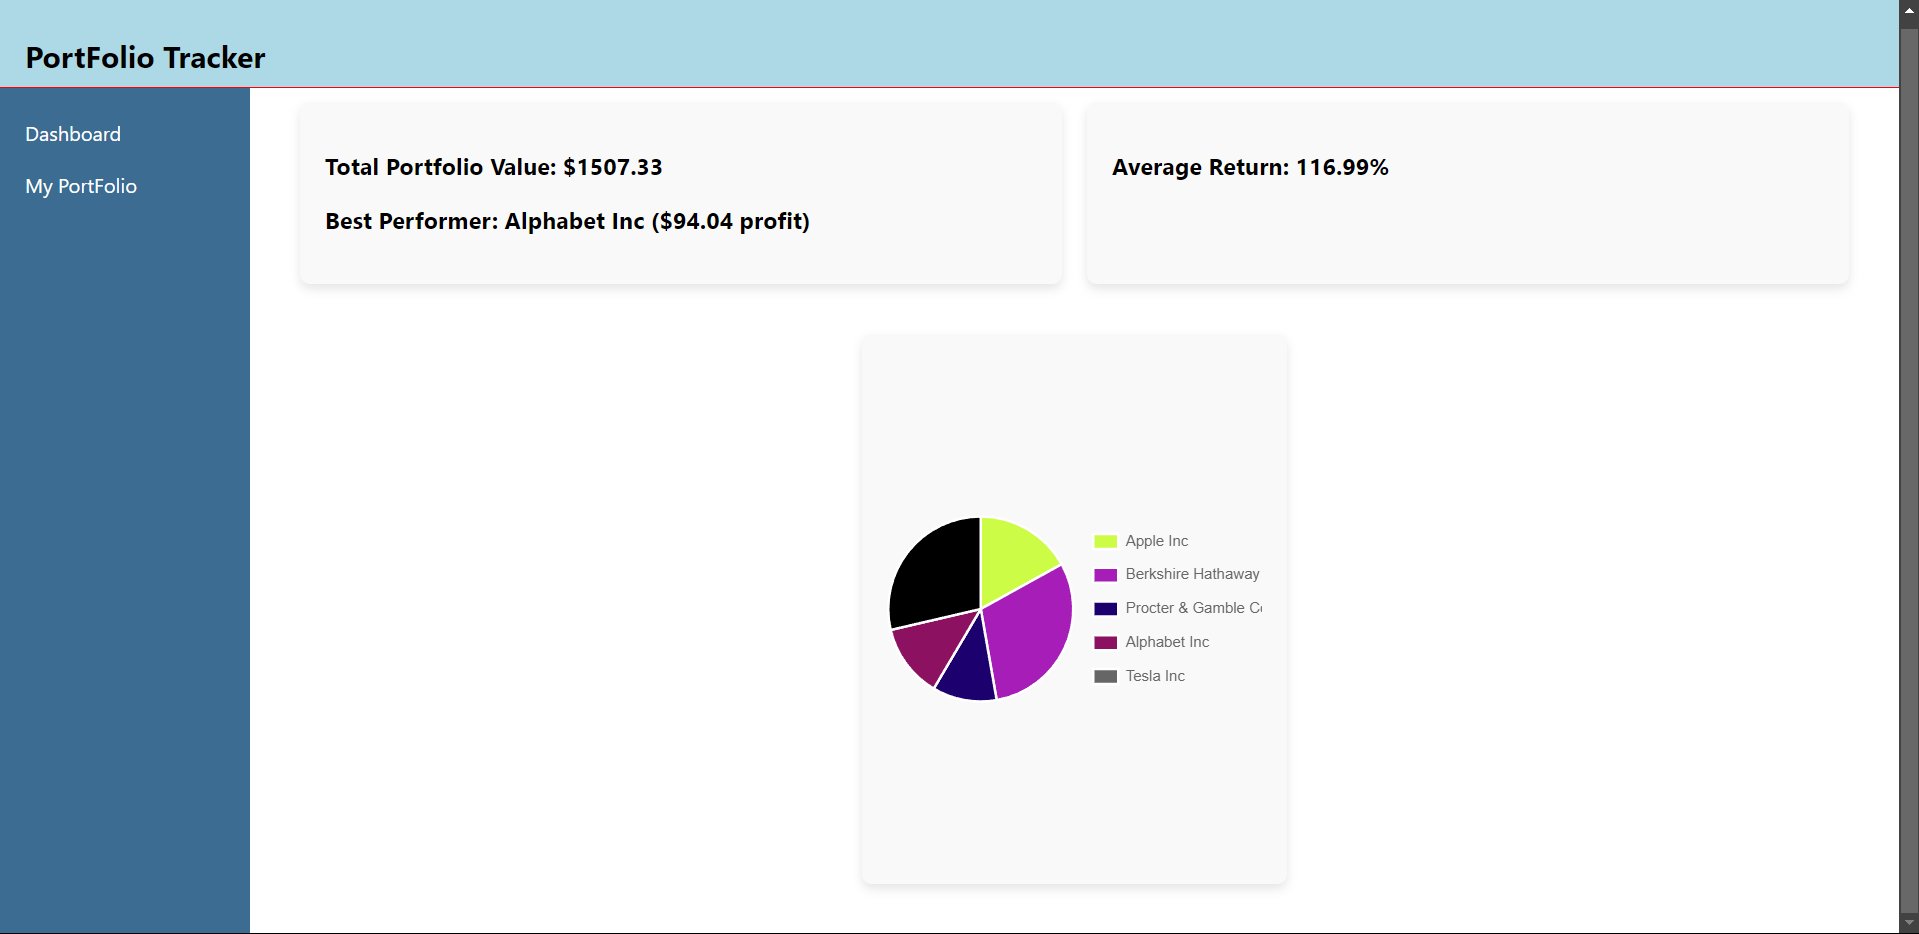 PortFolio Tracker
Dashboard
My PortFolio
Total Portfolio Value: $1507.33
Best Performer: Alphabet Inc ($94.04 profit)
Average Return: 116.99%
Apple Inc
Berkshire Hathaway
Procter & Gamble C
Alphabet Inc
Tesla Inc